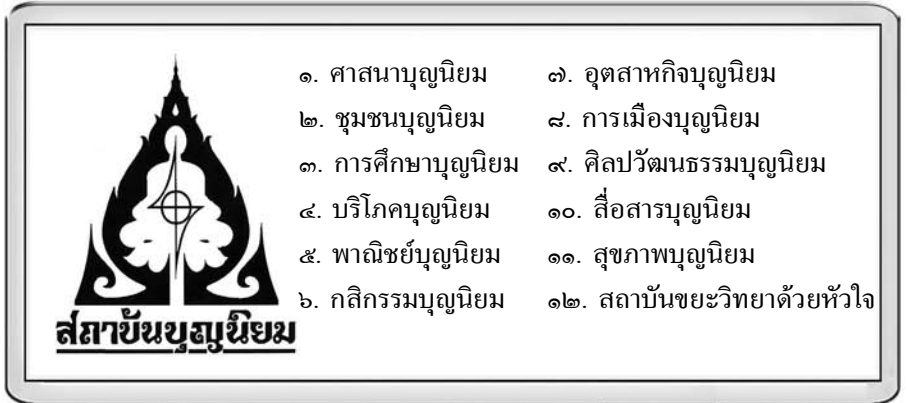 ๑. ศาสนาบุญนิยม
๒. ชุมชนบุญนิยม
๓. การศึกษาบุญนิยม
๔. บริโภคบุญนิยม
๕. พาณิชย์บุญนิยม
๖. กสิกรรมบุญนิยม
๗. อุตสาหกิจบุญนิยม
๘. การเมืองบุญนิยม
๙. ศิลปวัฒนธรรมบุญนิยม
๑๐. สื่อสารบุญนิยม
๑๑. สุขภาพบุญนิยม
๑๒. สถาบันขยะวิทยาด้วยหัวใจ
สถาบันบุญนิยม